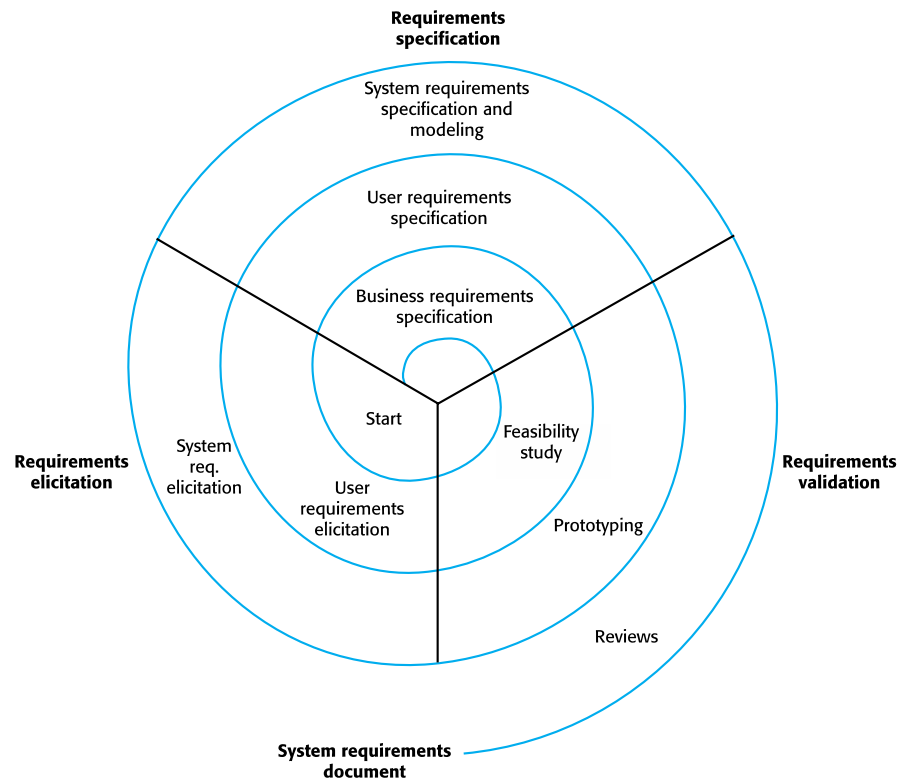 Requirements
specification
System requirements
specification and
modeling
User requirements
specification
Business requirements
specification
Start
Feasibility
study
System
req.
elicitation
Requirements
elicitation
Requirements
validation
User
requirements
elicitation
Prototyping
Reviews
System requirements
document